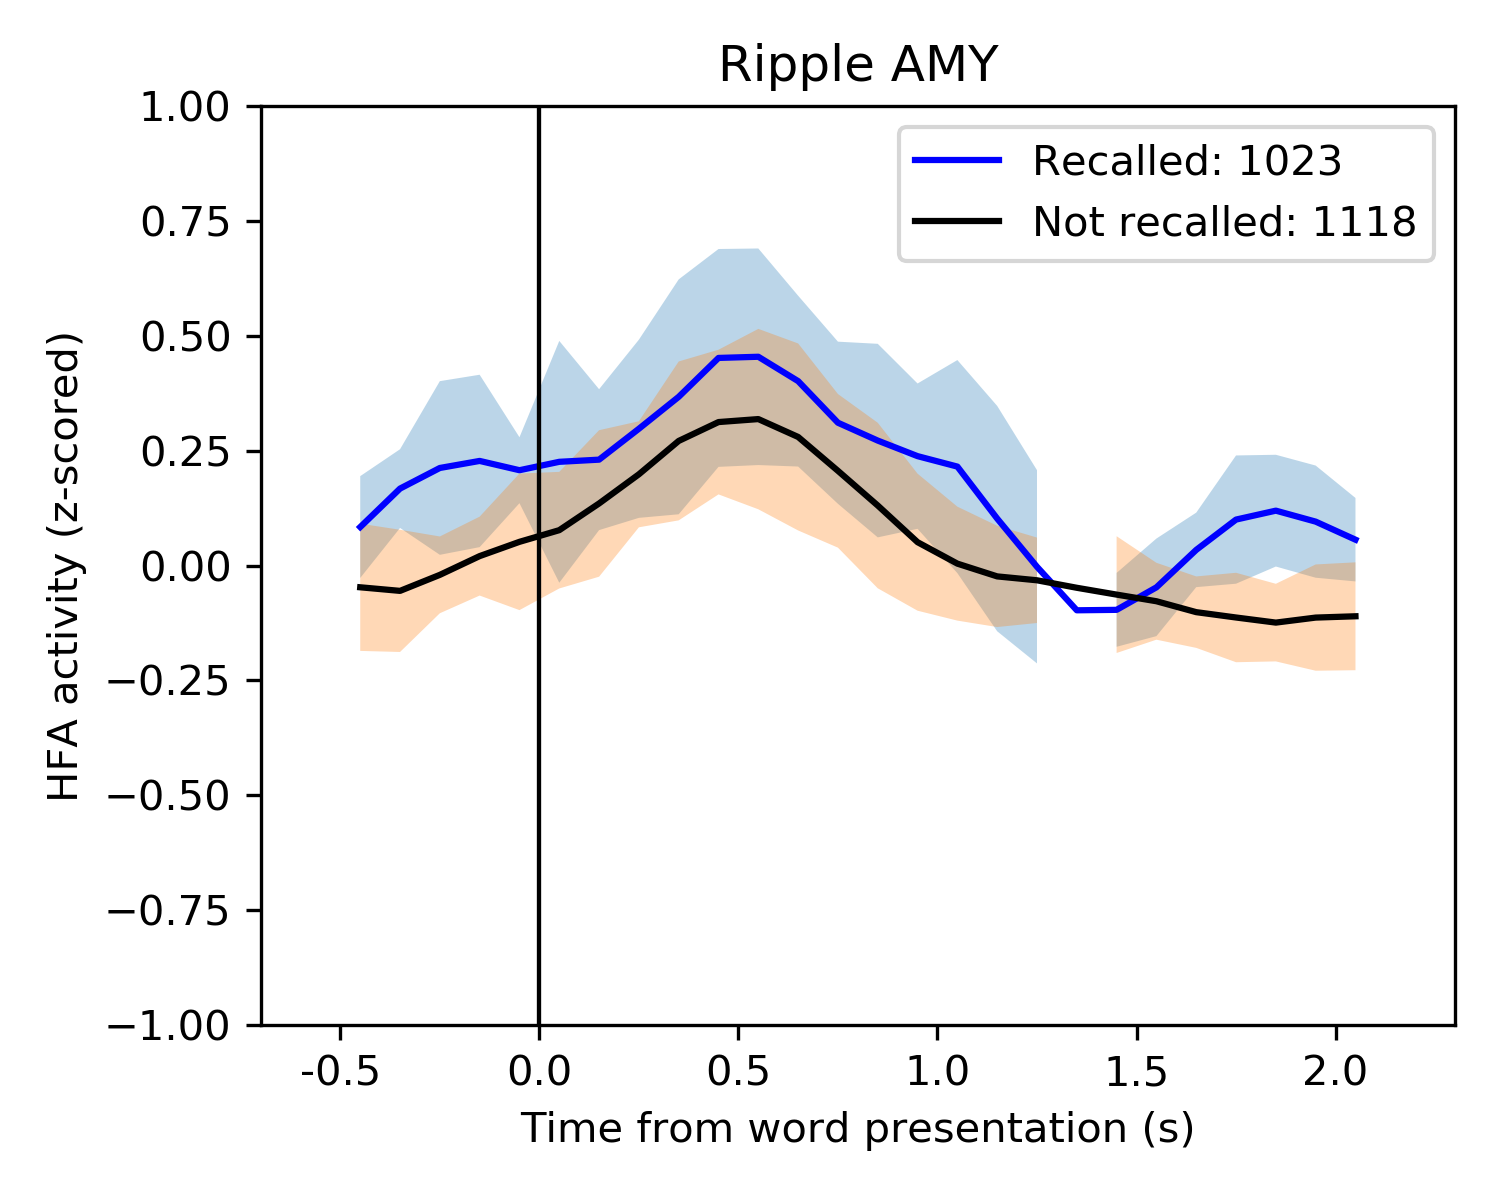 Ripple AMY
1.00
0.75
0.50
0.25
0.00
−0.25
−0.50
−0.75
−1.00
HFA activity (z-scored)
Recalled: 1023
Not recalled: 1118
-0.5 0.0 0.5 1.0 1.5 2.0
Time from word presentation (s)